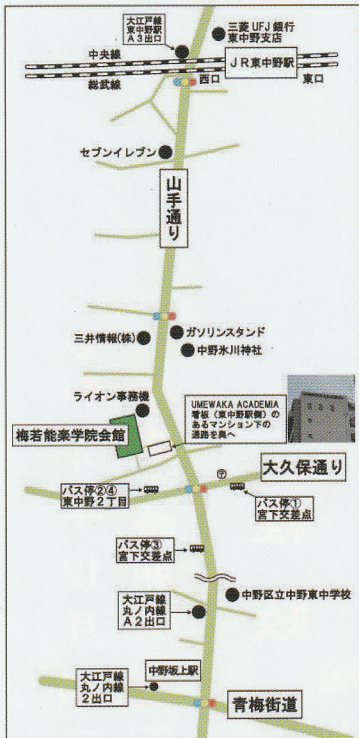 大江戸線
東中野駅
A3出口
三菱UFJ銀行
東中野支店
中央線
JR東中野駅
総武線
西口
東口
セブンイレブン
山手通り
三井情報(株)
ガソリンスタンド
中野氷川神社
ライオン事務機
UMEWAKA ACADEMIA
看板（東中野駅側）の
あるマンション下の
通路を奥へ
梅若能楽学院会館
大久保通り
バス停②④
東中野2丁目
〒
バス停①
宮下交差点
バス停③
宮下交差点
中野区立中野東中学校
大江戸線
丸ノ内線
A2出口
大江戸線
丸ノ内線
2出口
中野坂上駅
青梅街道